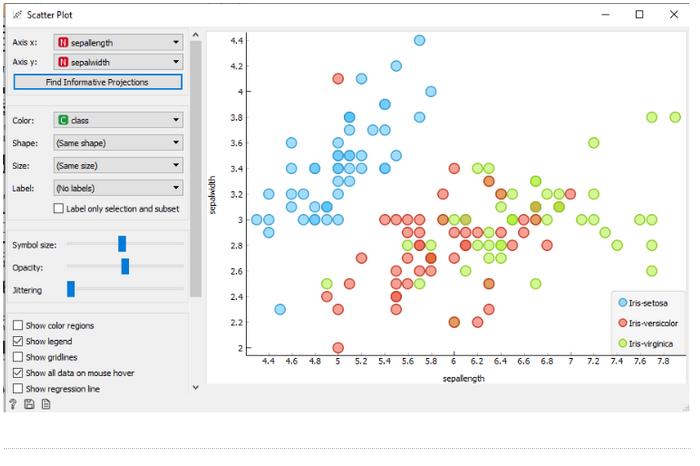 Scatter Plot
Axis x: N sepallength
Axis y: N sepalwidth
Find Informative Projections
Color: C class
Shape: (Same shape)
Size: (Same size)
Label: (No labels)
Label only selection and subset
Symbol size:
Opacity:
Jittering
Show color regions
Show legend
Show gridlines
Show all data on mouse hover
Show regression line
?
sepalwidth
4.4
4.2
4
3.8
3.6
3.4
3.2
3
2.8
2.6
2.4
2.2
2
Iris-setosa
Iris-versicolor
Iris-virginica
4.4 4.6 4.8 5 5.2 5.4 5.6 5.8 6 6.2 6.4 6.6 6.8 7 7.2 7.4 7.6 7.8
sepallength